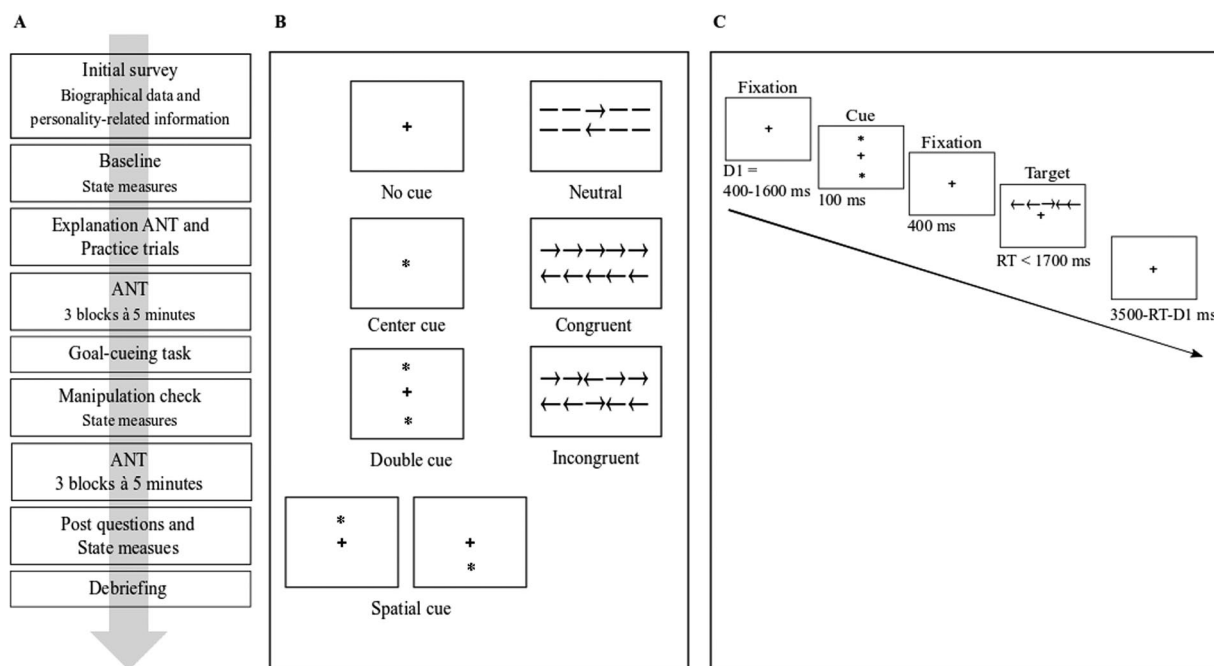 A
Initial survey
Biographical data and
personality-related information
Baseline
State measures
Explanation ANT and
Practice trials
ANT
3 blocks à 5 minutes
Goal-cueing task
Manipulation check
State measures
ANT
3 blocks à 5 minutes
Post questions and
State measues
Debriefing
B
No cue
Neutral
Center cue
Congruent
Double cue
Incongruent
Spatial cue
C
Fixation
D1 =
400-1600 ms
Cue
100 ms
Fixation
400 ms
Target
RT < 1700 ms
3500-RT-D1 ms